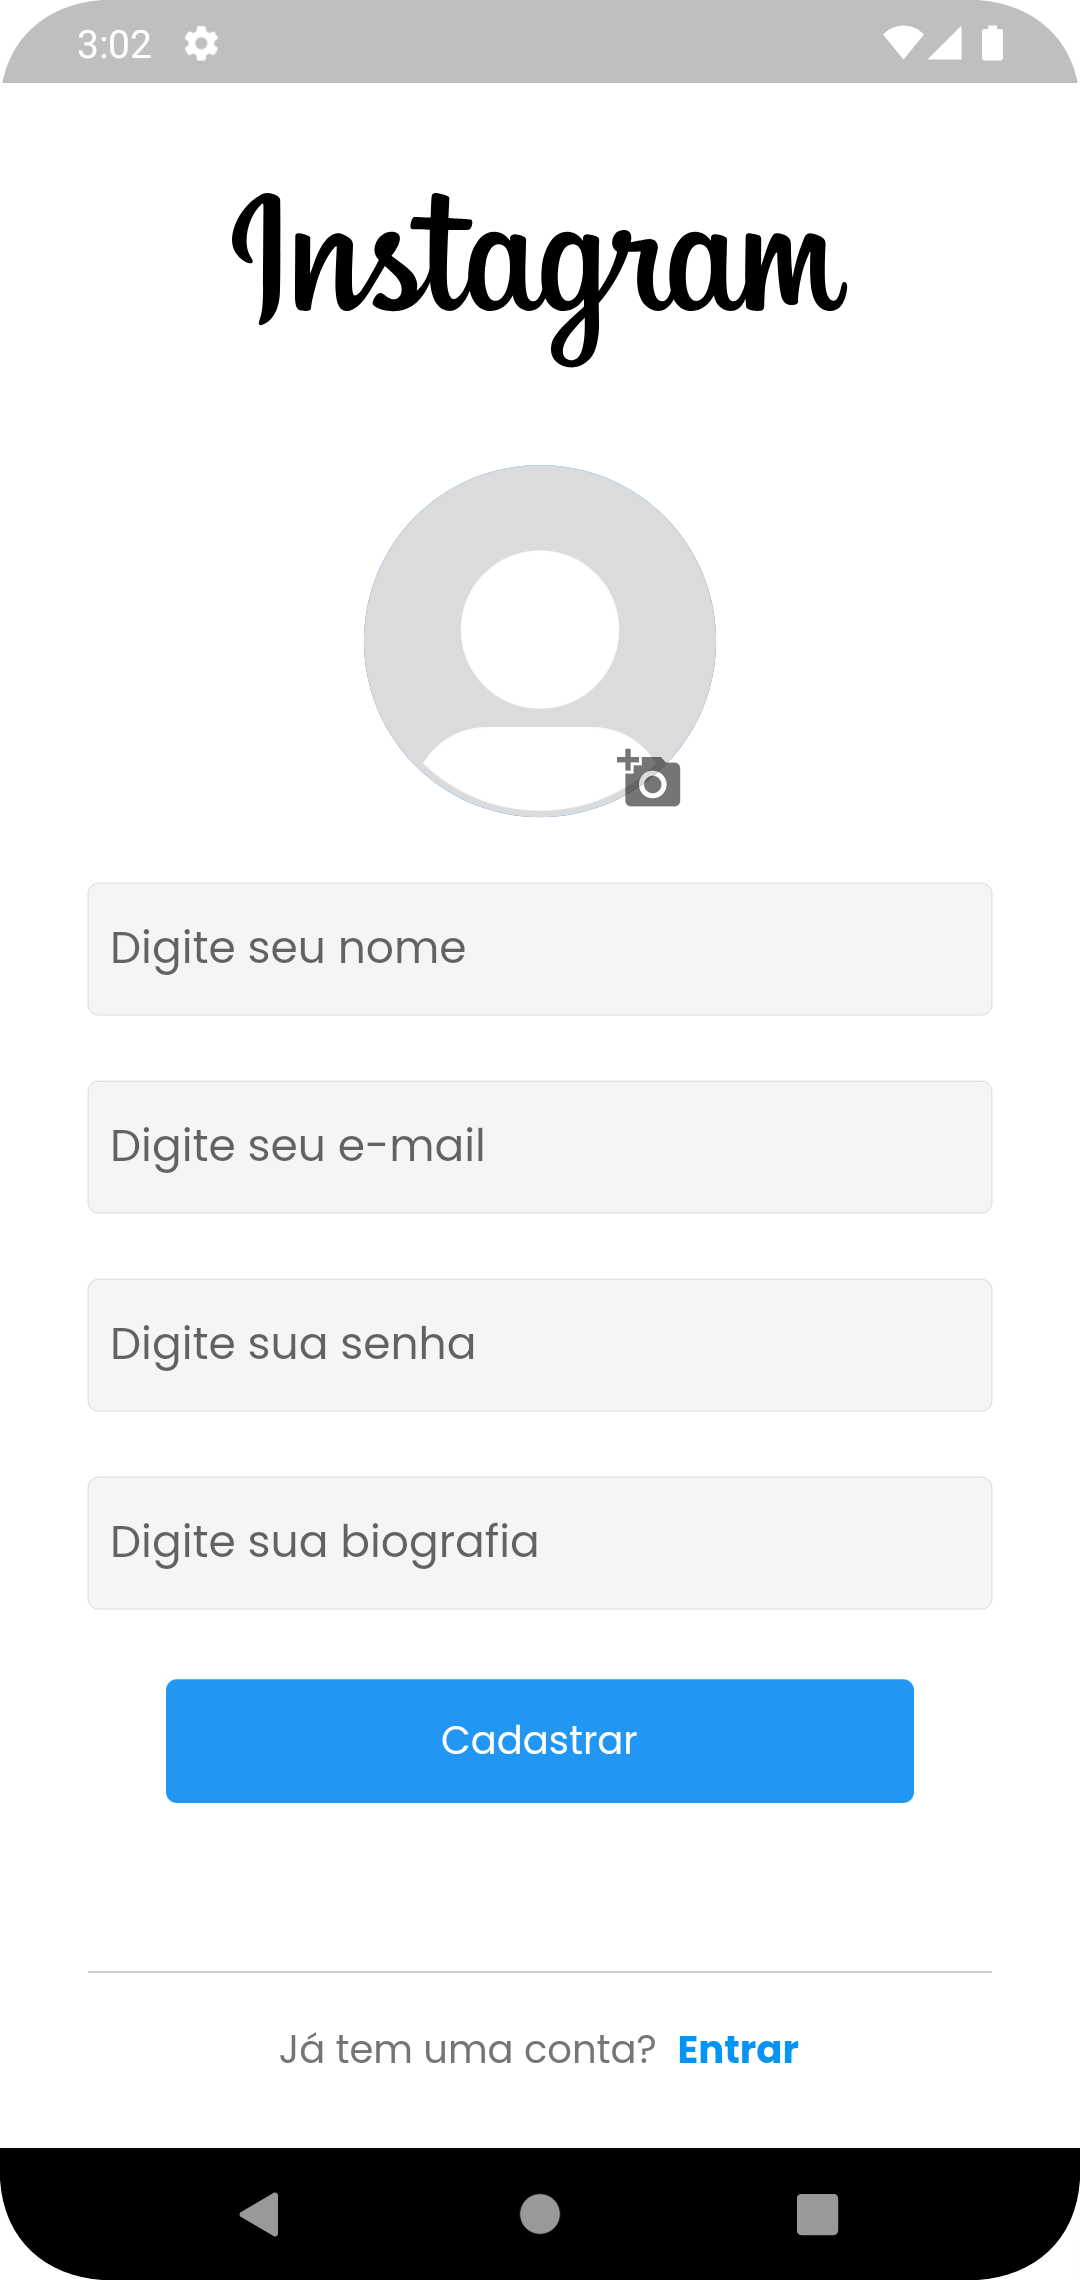 3:02
Instagram
Digite seu nome
Digite seu e-mail
Digite sua senha
Digite sua biografia
Cadastrar
Já tem uma conta? Entrar